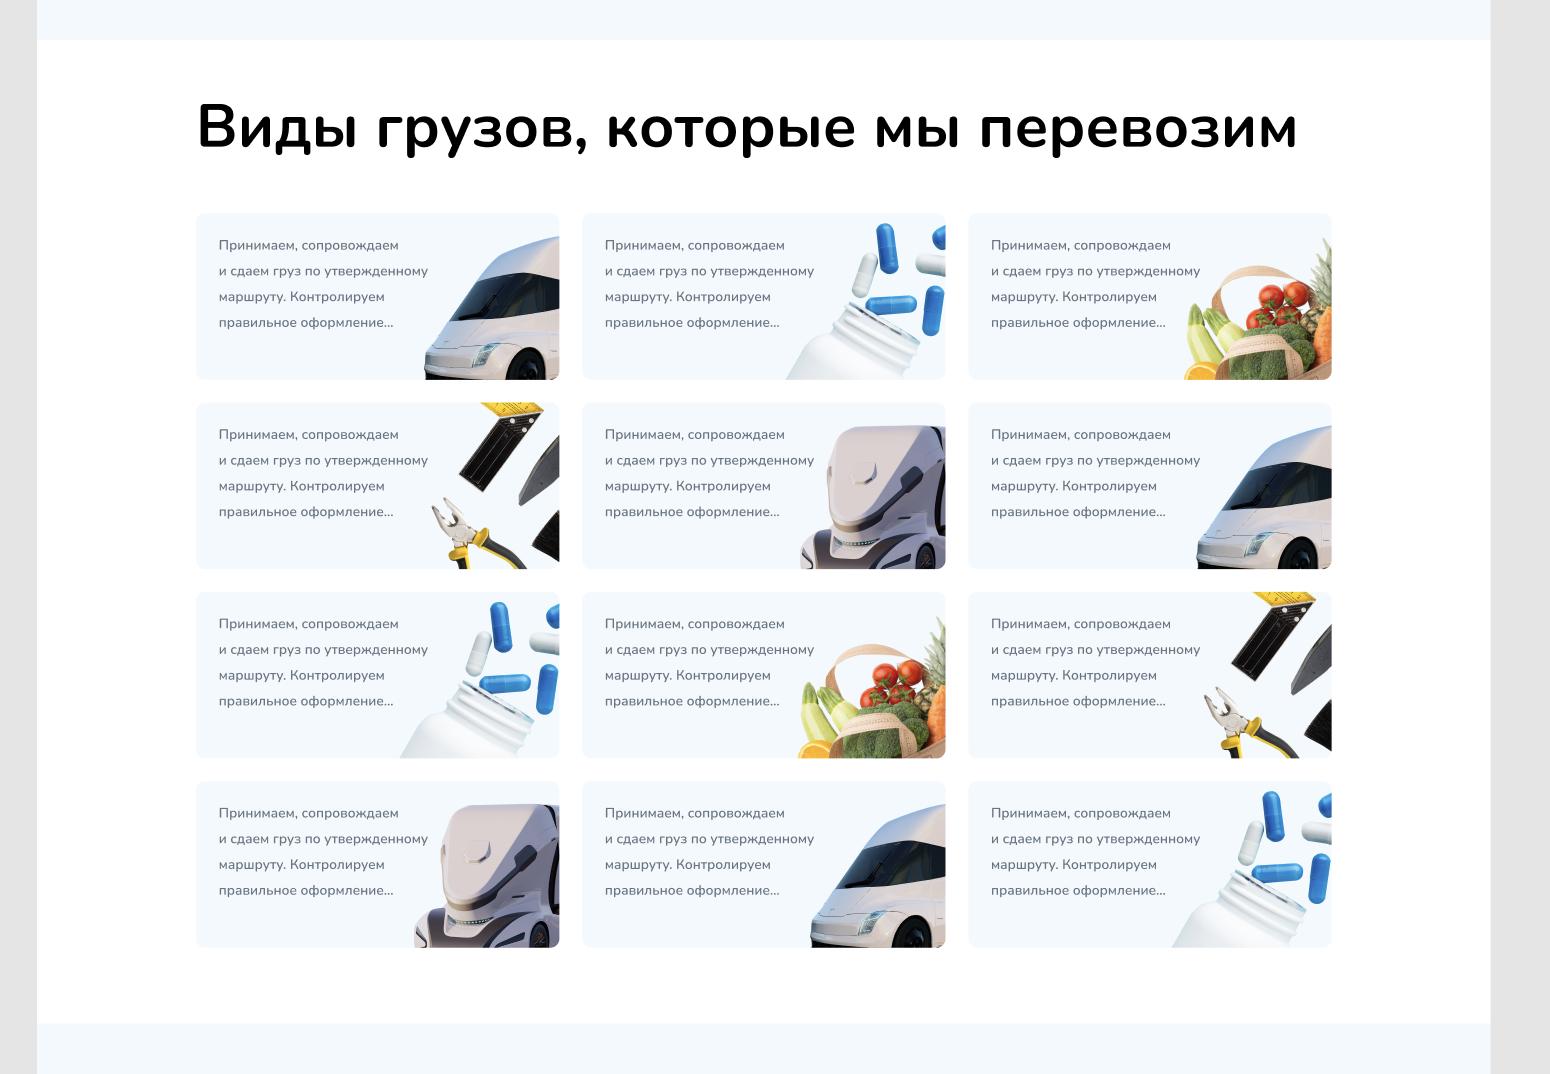 Виды грузов, которые мы перевозим
Принимаем, сопровождаем
и сдаем груз по утвержденному
маршруту. Контролируем
правильное оформление...
Принимаем, сопровождаем
и сдаем груз по утвержденному
маршруту. Контролируем
правильное оформление...
Принимаем, сопровождаем
и сдаем груз по утвержденному
маршруту. Контролируем
правильное оформление...
Принимаем, сопровождаем
и сдаем груз по утвержденному
маршруту. Контролируем
правильное оформление...
Принимаем, сопровождаем
и сдаем груз по утвержденному
маршруту. Контролируем
правильное оформление...
Принимаем, сопровождаем
и сдаем груз по утвержденному
маршруту. Контролируем
правильное оформление...
Принимаем, сопровождаем
и сдаем груз по утвержденному
маршруту. Контролируем
правильное оформление...
Принимаем, сопровождаем
и сдаем груз по утвержденному
маршруту. Контролируем
правильное оформление...
Принимаем, сопровождаем
и сдаем груз по утвержденному
маршруту. Контролируем
правильное оформление...
Принимаем, сопровождаем
и сдаем груз по утвержденному
маршруту. Контролируем
правильное оформление...
Принимаем, сопровождаем
и сдаем груз по утвержденному
маршруту. Контролируем
правильное оформление...
Принимаем, сопровождаем
и сдаем груз по утвержденному
маршруту. Контролируем
правильное оформление...